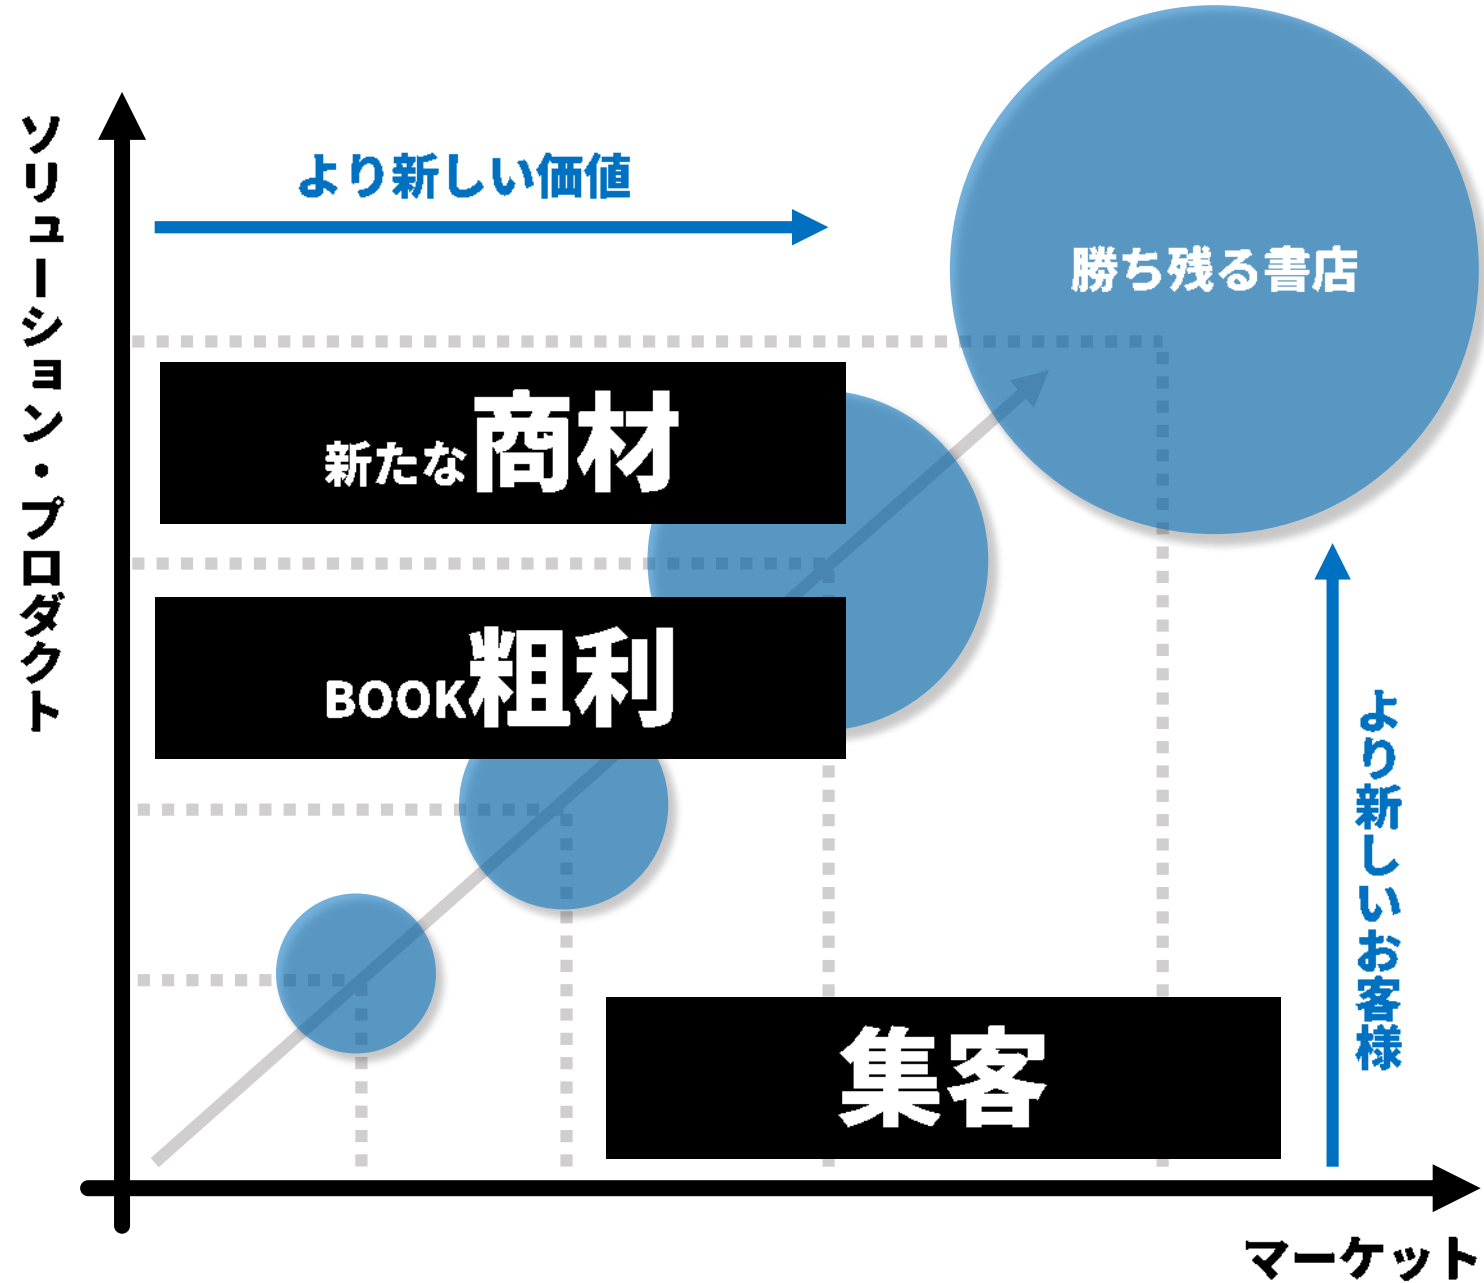 ソリューション・プロダクト
より新しい価値
勝ち残る書店
新たな商材
BOOK粗利
より新しいお客様
集客
マーケット